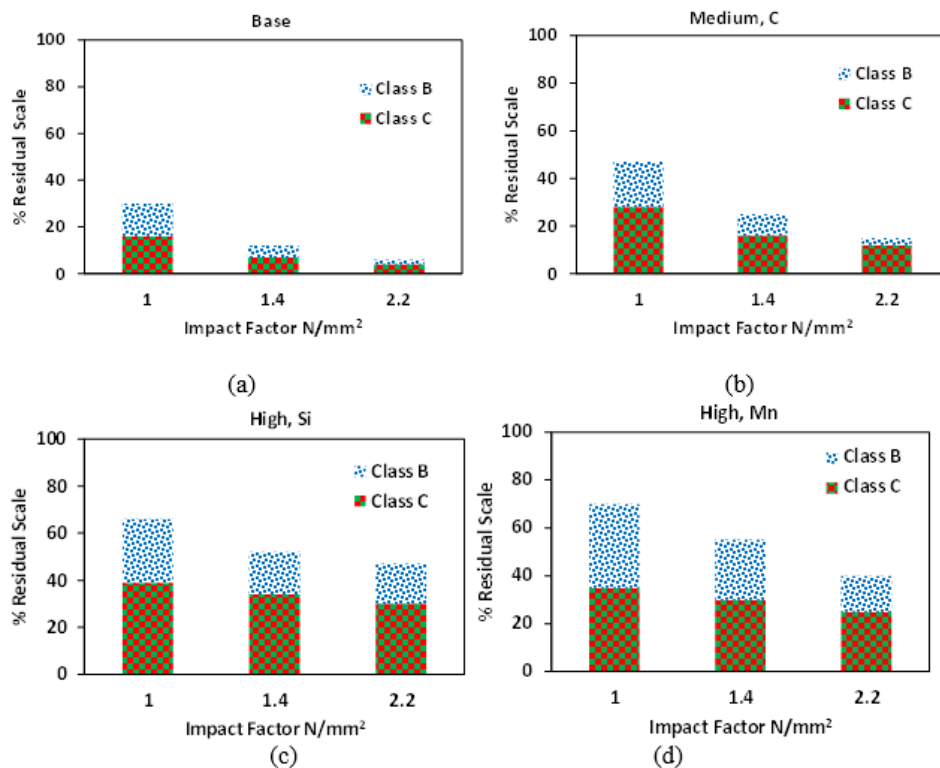 Base
100
80
60
40
20
0
% Residual Scale
Class B
Class C
1 1.4 2.2
Impact Factor N/mm²
(a)
Medium, C
100
80
60
40
20
0
% Residual Scale
Class B
Class C
1 1.4 2.2
Impact Factor N/mm²
(b)
High, Si
100
80
60
40
20
0
% Residual Scale
Class B
Class C
1 1.4 2.2
Impact Factor N/mm²
(c)
High, Mn
100
80
60
40
20
0
% Residual Scale
Class B
Class C
1 1.4 2.2
Impact Factor N/mm²
(d)